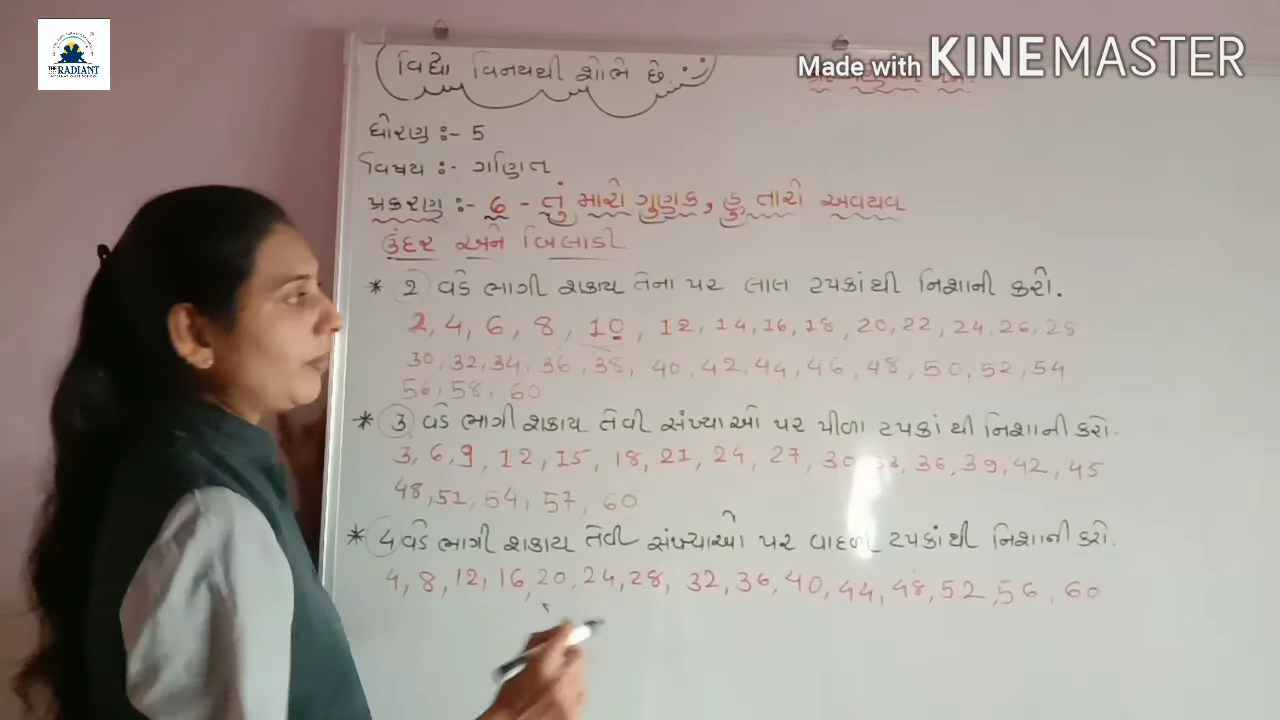 THE RADIANT
Made with KINEMASTER
વિદ્યા વિનયથી શોભે છે.
ધોરણ :- 5
વિષય :- ગણિત
પ્રકરણ :- 6 - તું મારો ગુણક, હું તારો અવયવ
ઉંદર અને બિલાડી
* 2 વડે ભાગી શકાય તેના પર લાલ ટપકાંથી નિશાની કરો.
2, 4, 6, 8, 10, 12, 14, 16, 18, 20, 22, 24, 26, 28
30, 32, 34, 36, 38, 40, 42, 44, 46, 48, 50, 52, 54
56, 58, 60
* 3 વડે ભાગી શકાય તેવી સંખ્યાઓ પર પીળા ટપકાંથી નિશાની કરો.
3, 6, 9, 12, 15, 18, 21, 24, 27, 30, 33, 36, 39, 42, 45
48, 51, 54, 57, 60
* 4 વડે ભાગી શકાય તેવી સંખ્યાઓ પર વાદળી ટપકાંથી નિશાની કરો.
4, 8, 12, 16, 20, 24, 28, 32, 36, 40, 44, 48, 52, 56, 60